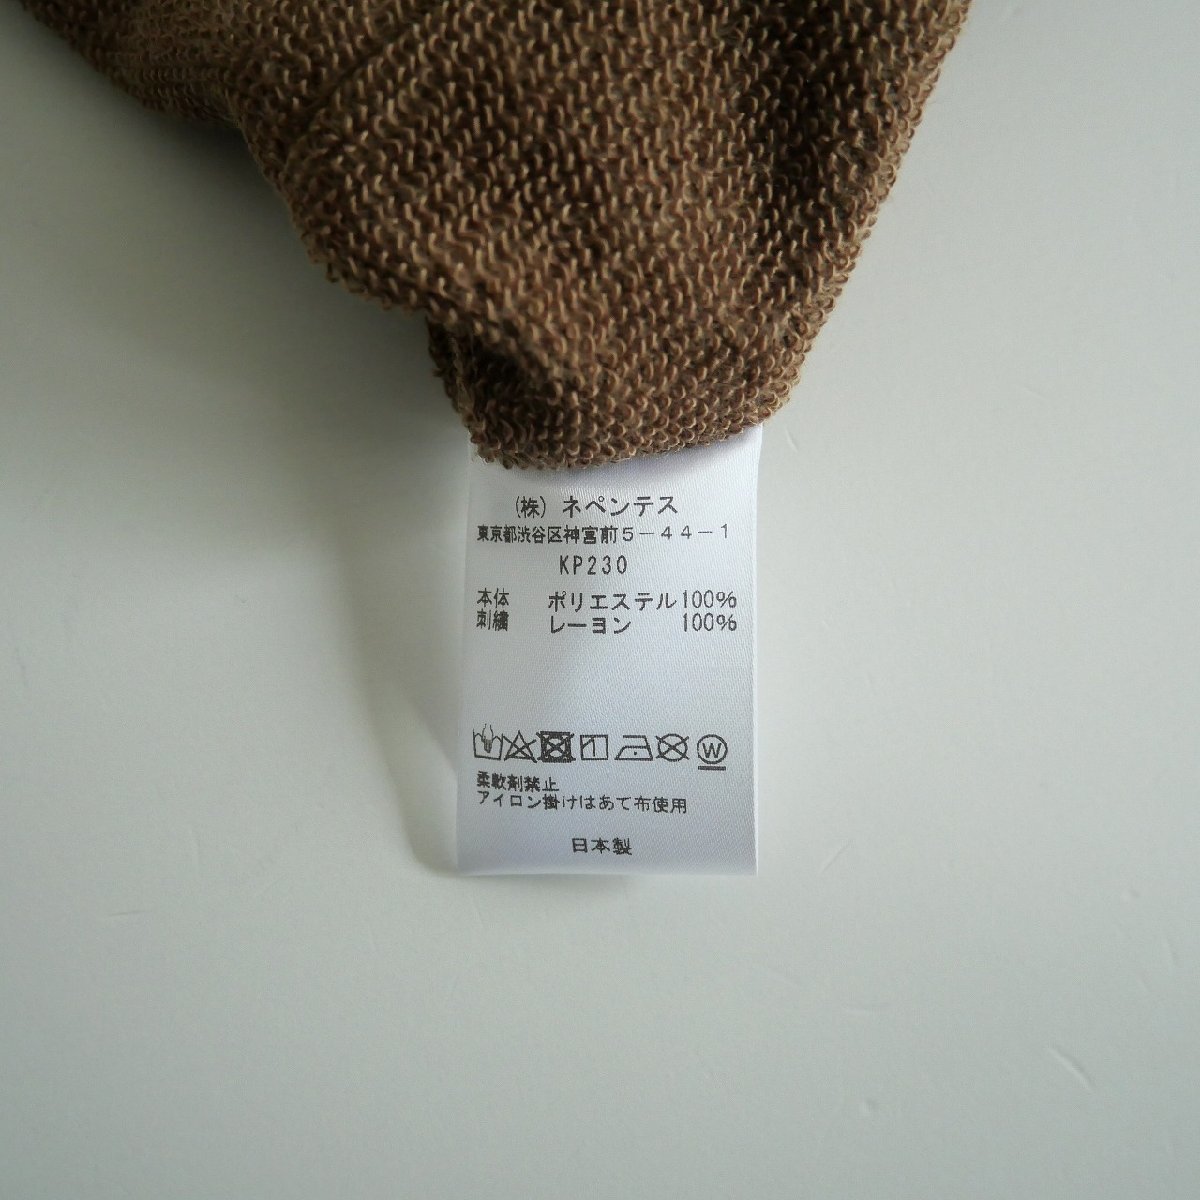 (株) ネペンテス
東京都渋谷区神宮前5-44-1
KP230
本体 ポリエステル100%
刺繍 レーヨン 100%
W
柔軟剤禁止
アイロン掛けはあて布使用
日本製